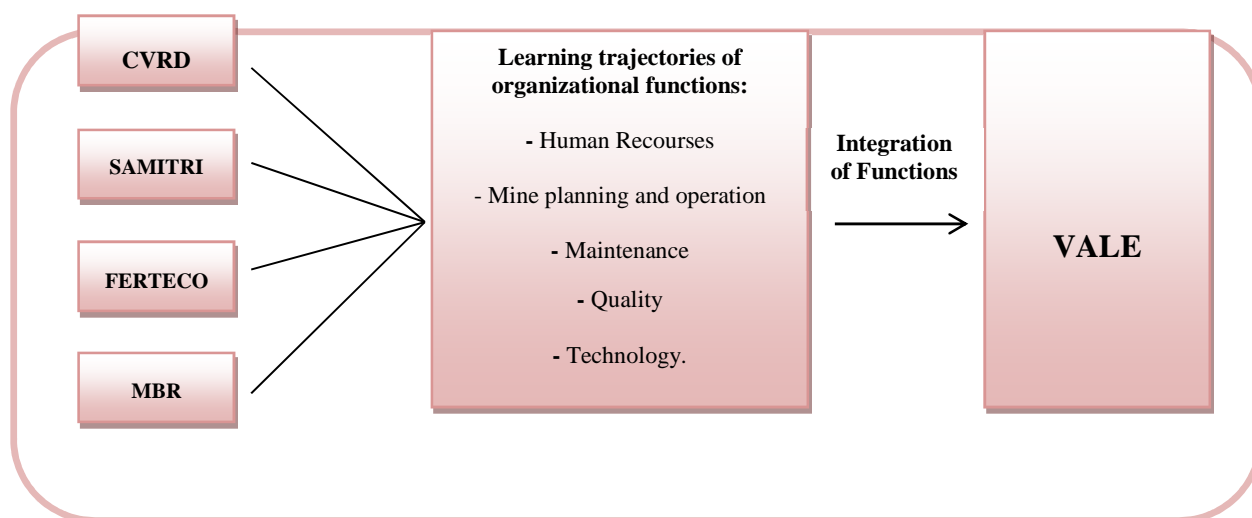 CVRD
SAMITRI
FERTECO
MBR
Learning trajectories of
organizational functions:
- Human Recourses
- Mine planning and operation
- Maintenance
- Quality
- Technology.
Integration
of Functions
VALE